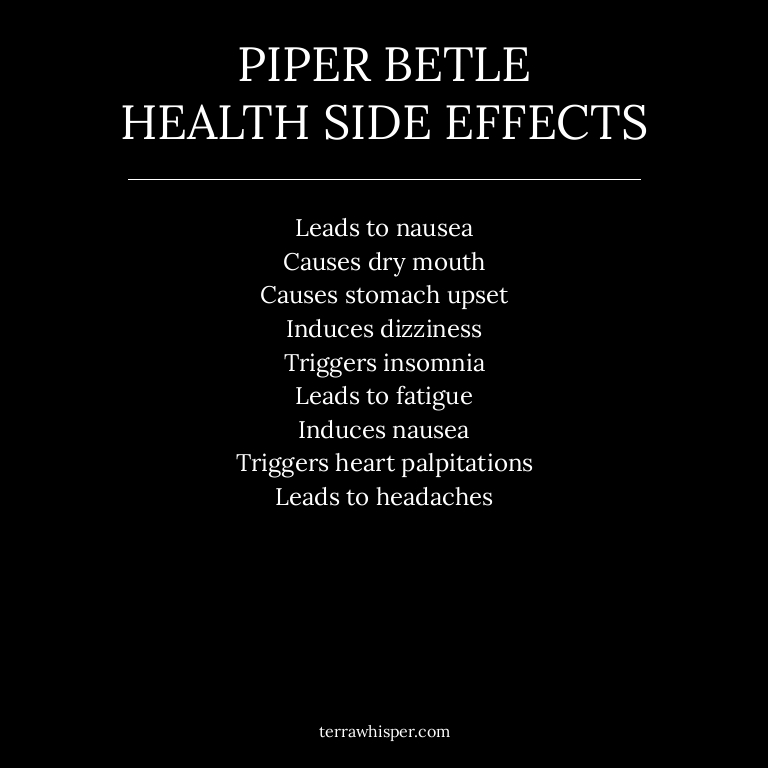 PIPER BETLE
HEALTH SIDE EFFECTS
Leads to nausea
Causes dry mouth
Causes stomach upset
Induces dizziness
Triggers insomnia
Leads to fatigue
Induces nausea
Triggers heart palpitations
Leads to headaches
terrawhisper.com